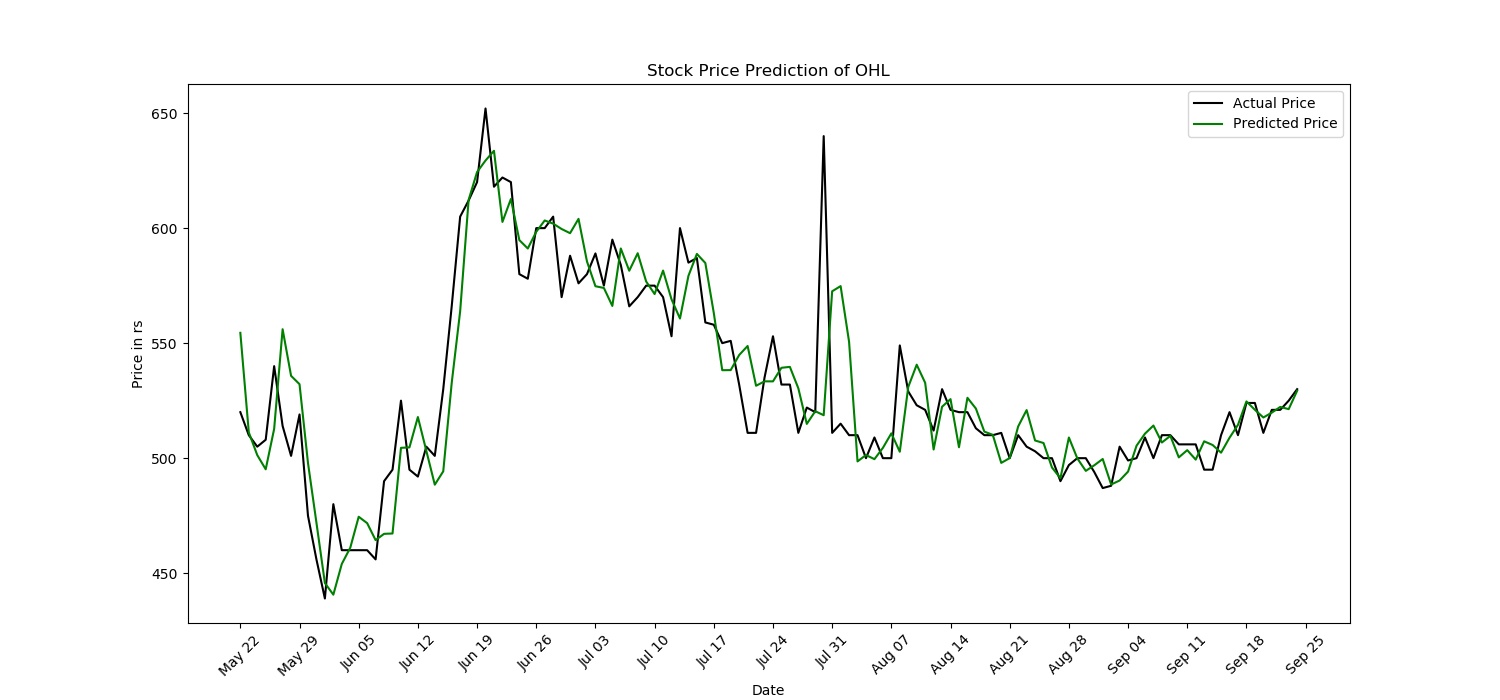 Stock Price Prediction of OHL
Actual Price
Predicted Price
Price in rs
650
600
550
500
450
May 22
May 29
Jun 05
Jun 12
Jun 19
Jun 26
Jul 03
Jul 10
Jul 17
Jul 24
Jul 31
Aug 07
Aug 14
Aug 21
Aug 28
Sep 04
Sep 11
Sep 18
Sep 25
Date